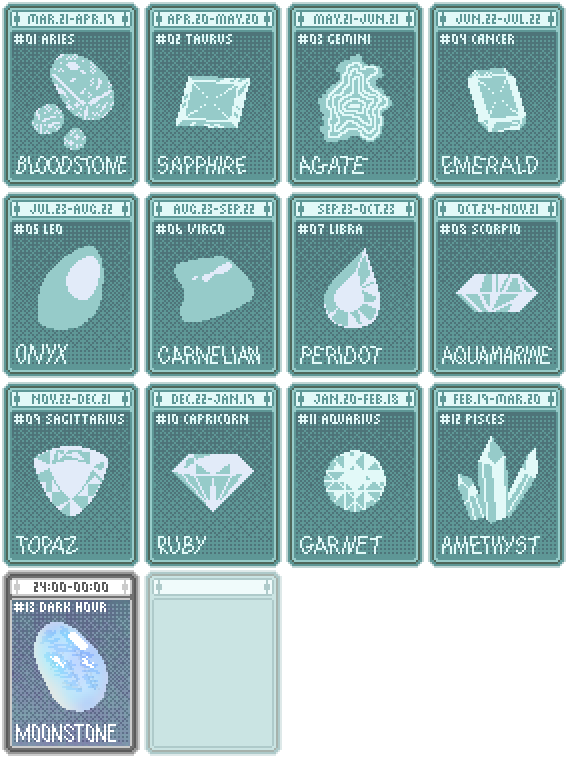 MAR.21-APR.19
#01 ARIES
BLOODSTONE
APR.20-MAY.20
#02 TAURUS
SAPPHIRE
MAY.21-JUN.21
#03 GEMINI
AGATE
JUN.22-JUL.22
#04 CANCER
EMERALD
JUL.23-AUG.22
#05 LEO
ONYX
AUG.23-SEP.22
#06 VIRGO
CARNELIAN
SEP.23-OCT.23
#07 LIBRA
PERIDOT
OCT.24-NOV.21
#08 SCORPIO
AQUAMARINE
NOV.22-DEC.21
#09 SAGITTARIUS
TOPAZ
DEC.22-JAN.19
#10 CAPRICORN
RUBY
JAN.20-FEB.18
#11 AQUARIUS
GARNET
FEB.19-MAR.20
#12 PISCES
AMETHYST
24:00-00:00
#13 DARK HOUR
MOONSTONE